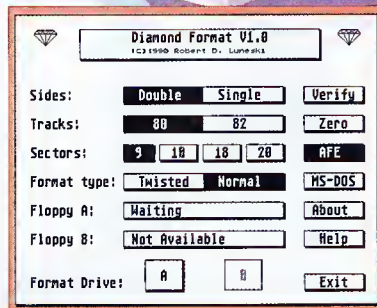 Diamond Format V1.0
(C)1990 Robert D. Luneski
Sides: Double Single Verify
Tracks: 80 82 Zero
Sectors: 9 10 18 20 AFE
Format type: Twisted Normal MS-DOS
Floppy A: Waiting About
Floppy B: Not Available Help
Format Drive: A B Exit